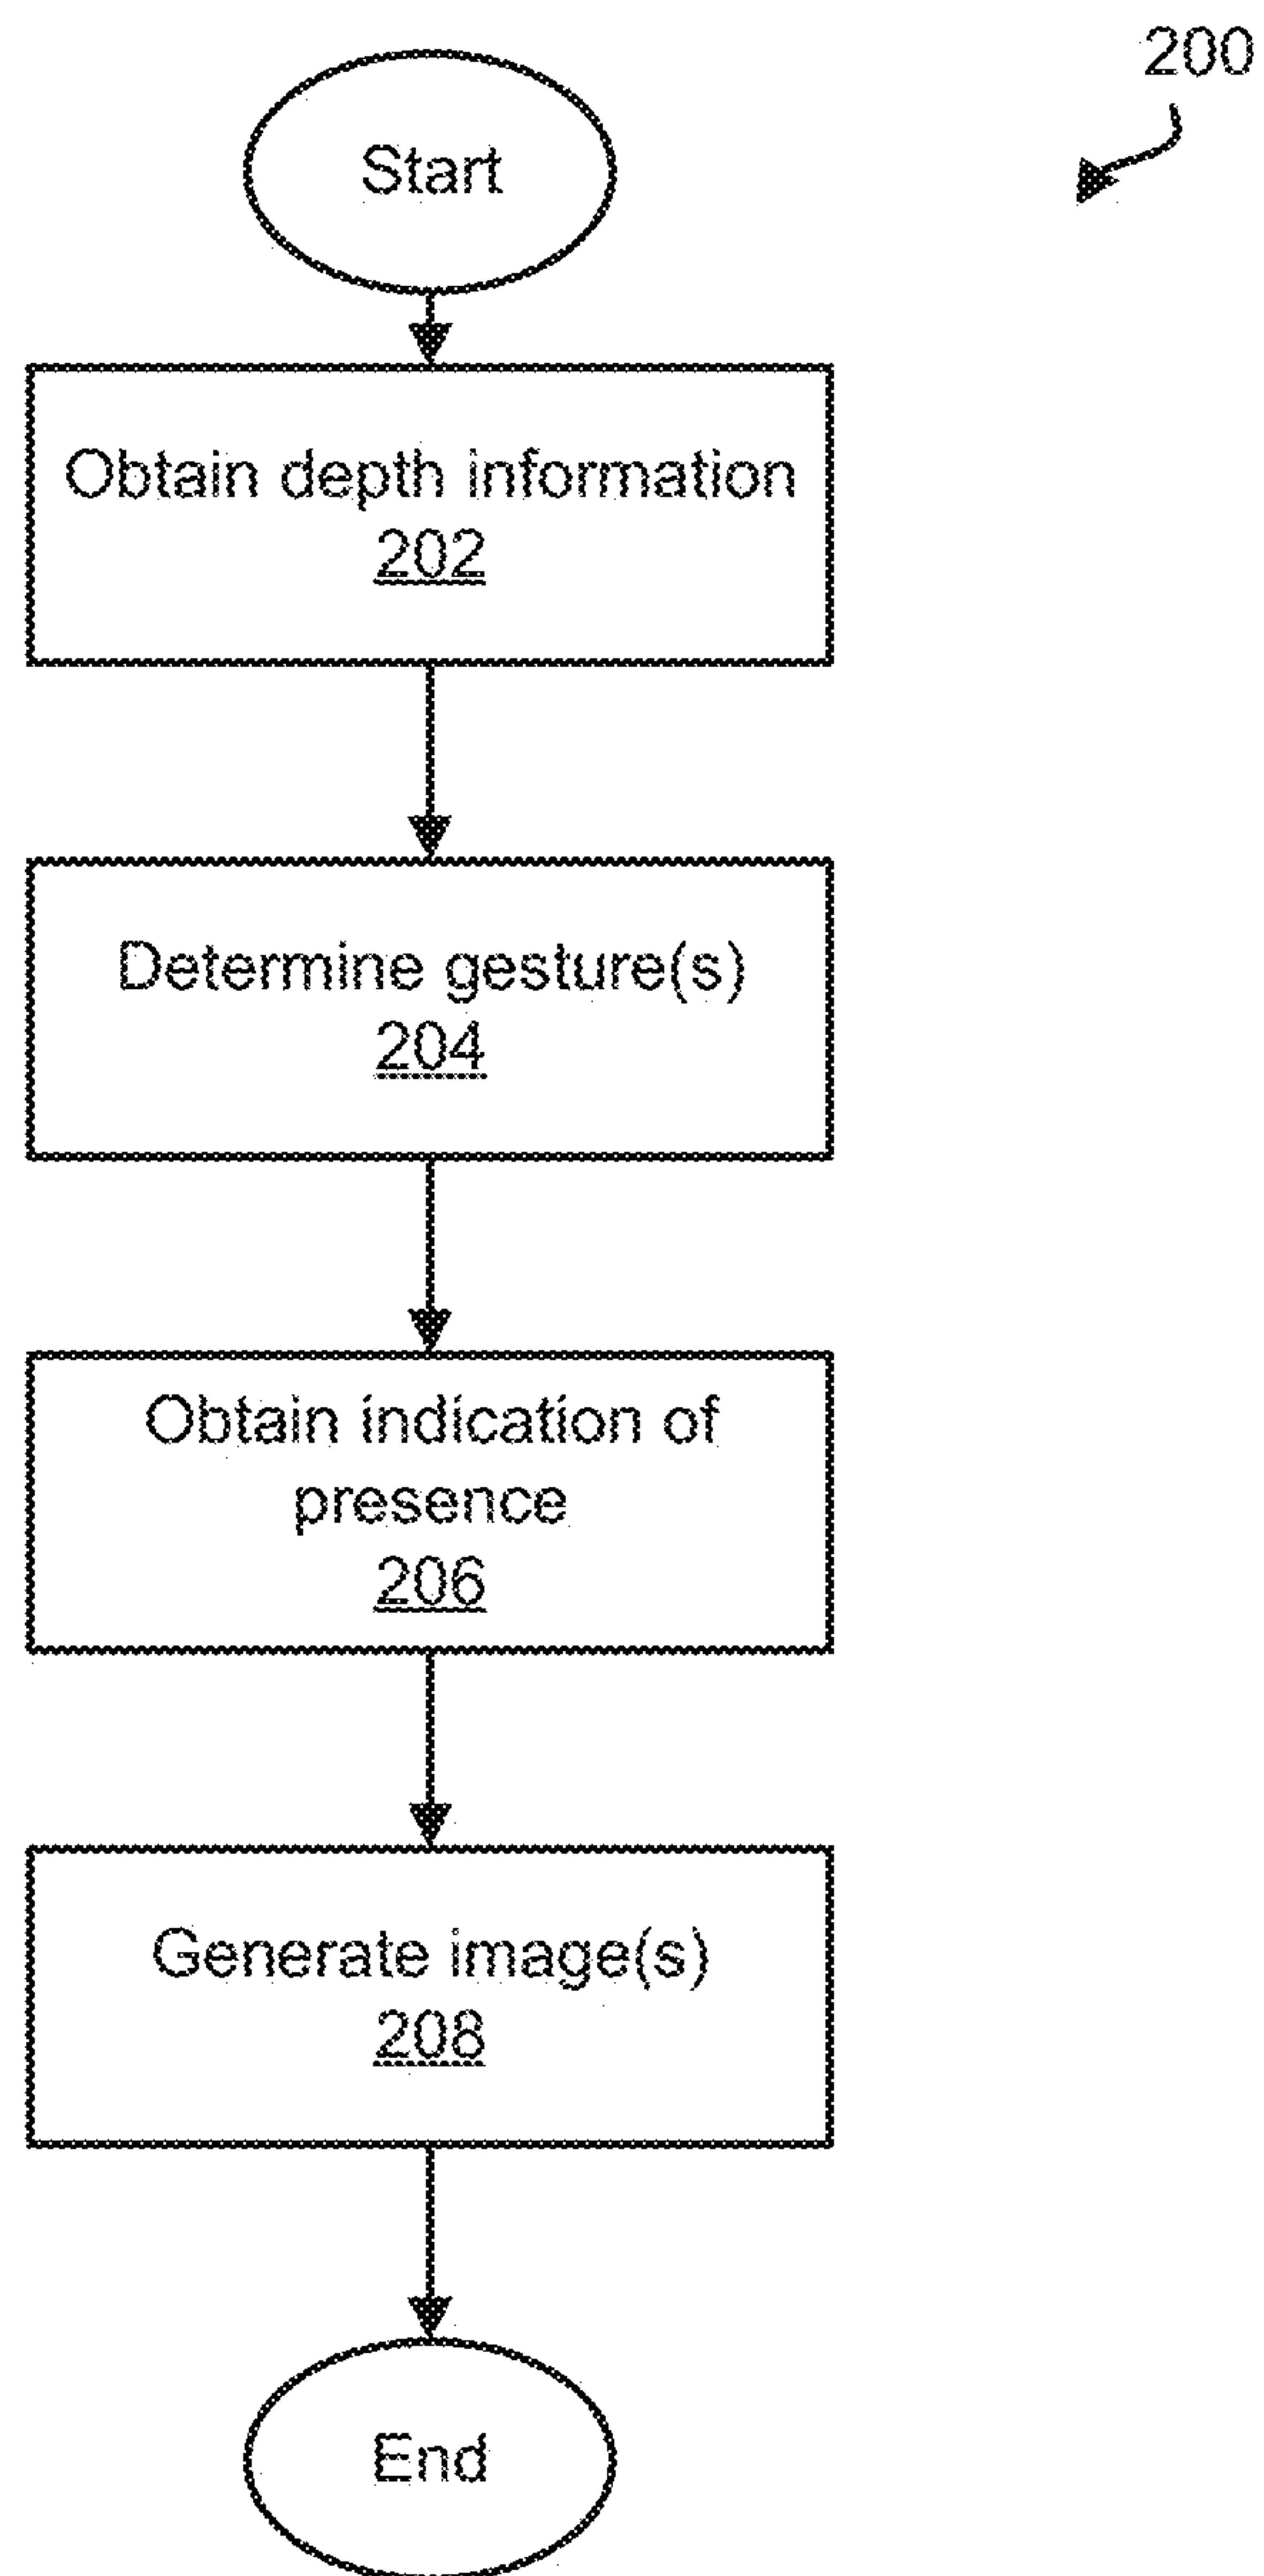 200
Start
Obtain depth information
202
Determine gesture(s)
204
Obtain indication of
presence
206
Generate image(s)
208
End